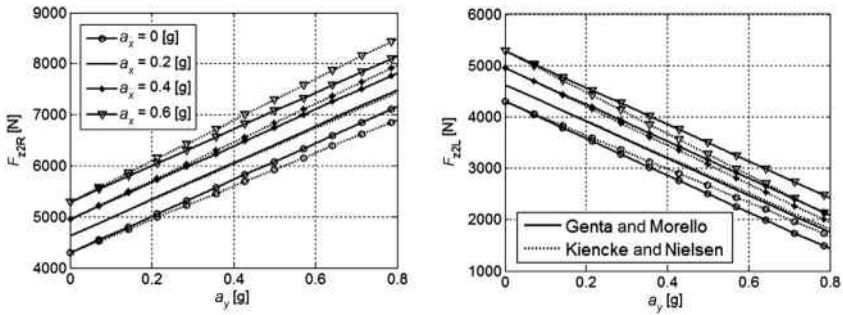 9000
8000
7000
6000
5000
4000
F_z2R [N]
a_x = 0 [g]
a_x = 0.2 [g]
a_x = 0.4 [g]
a_x = 0.6 [g]
0
0.2
0.4
0.6
0.8
a_y [g]
6000
5000
4000
3000
2000
1000
F_z2L [N]
Genta and Morello
Kiencke and Nielsen
0
0.2
0.4
0.6
0.8
a_y [g]